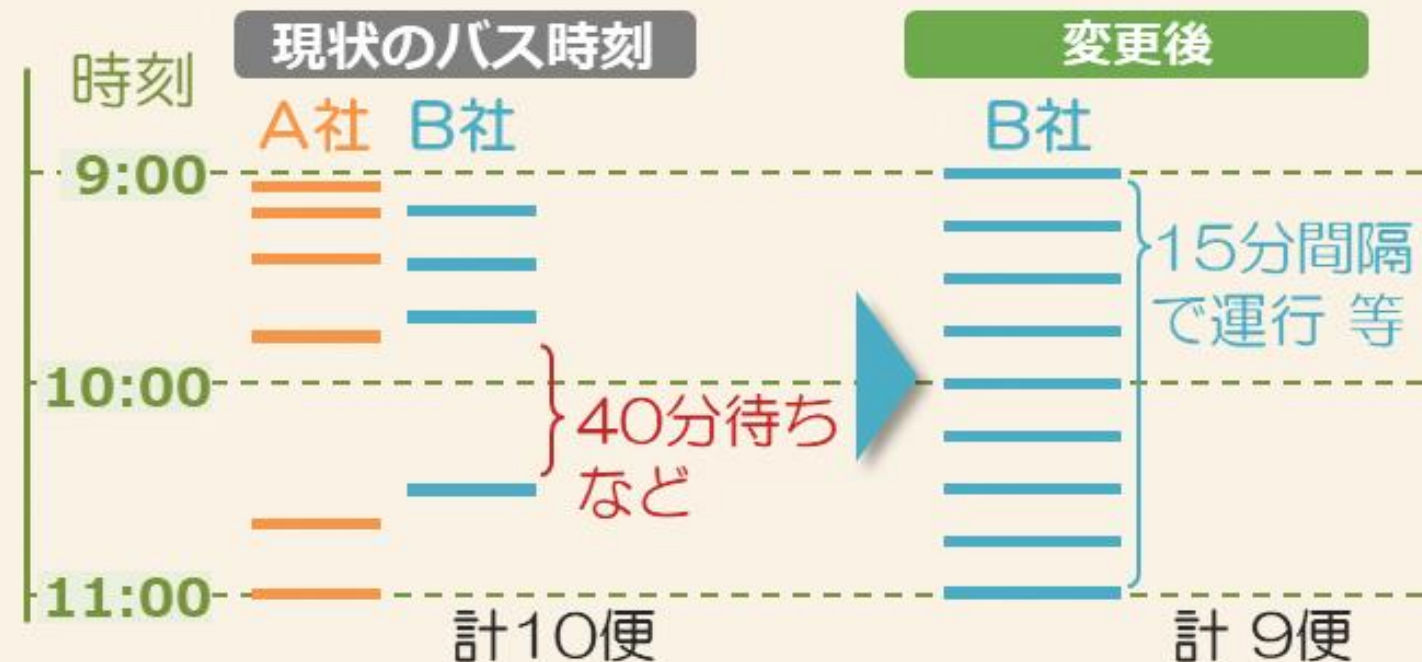 現状のバス時刻
変更後
時刻
A社
B社
B社
9:00
15分間隔
で運行 等
10:00
40分待ち
など
11:00
計10便
計 9便